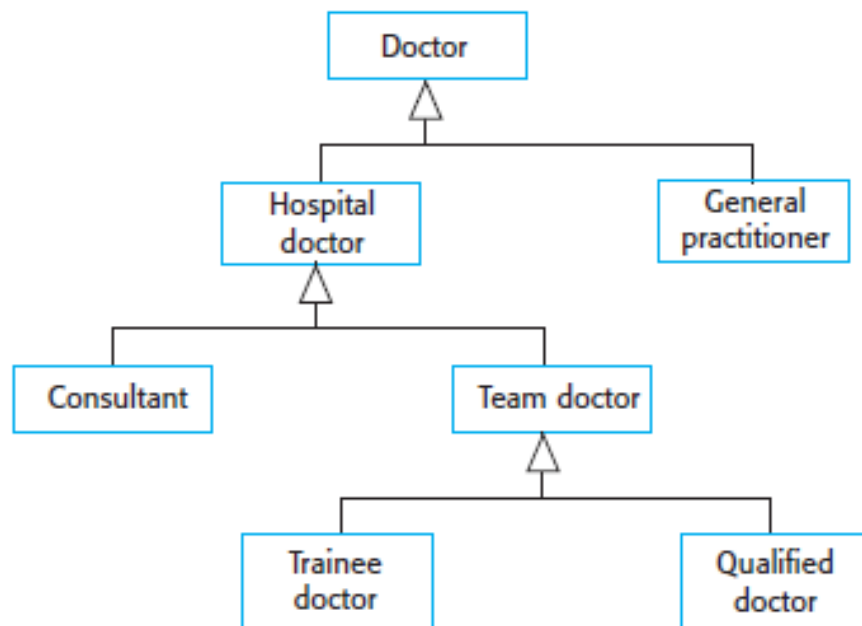 Doctor
Hospital
doctor
General
practitioner
Consultant
Team doctor
Trainee
doctor
Qualified
doctor